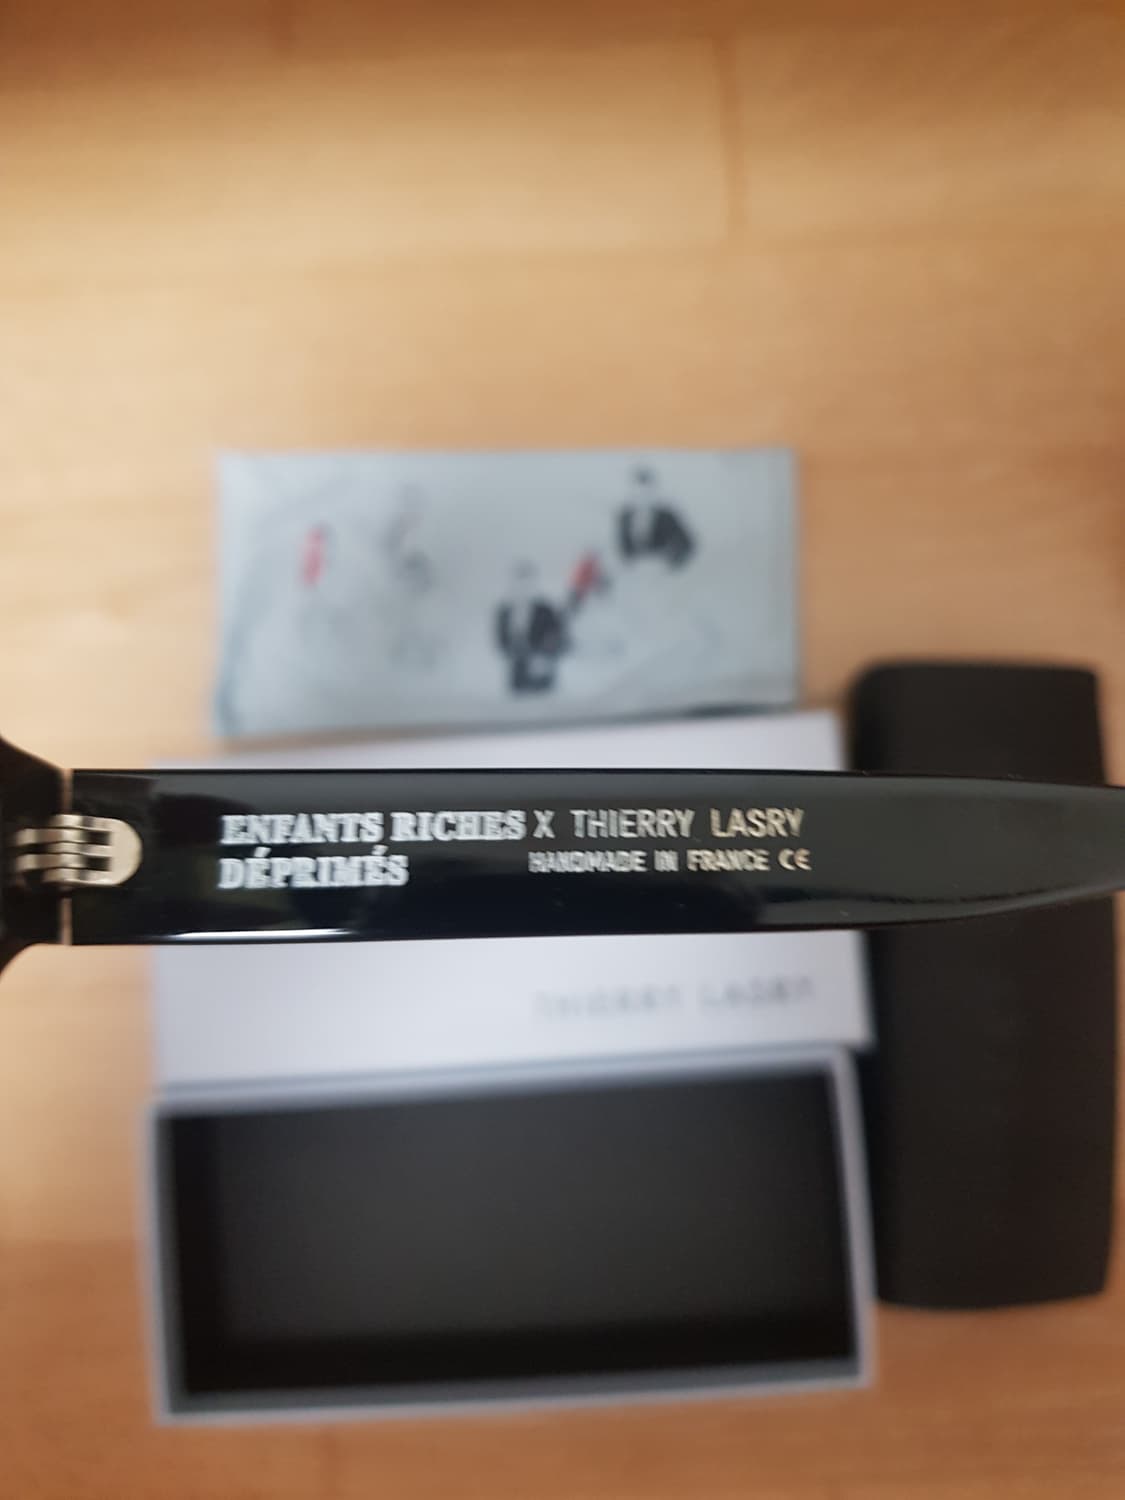 ENFANTS RICHES X THIERRY LASRY
DÉPRIMÉS HANDMADE IN FRANCE CE
THIERRY LASRY